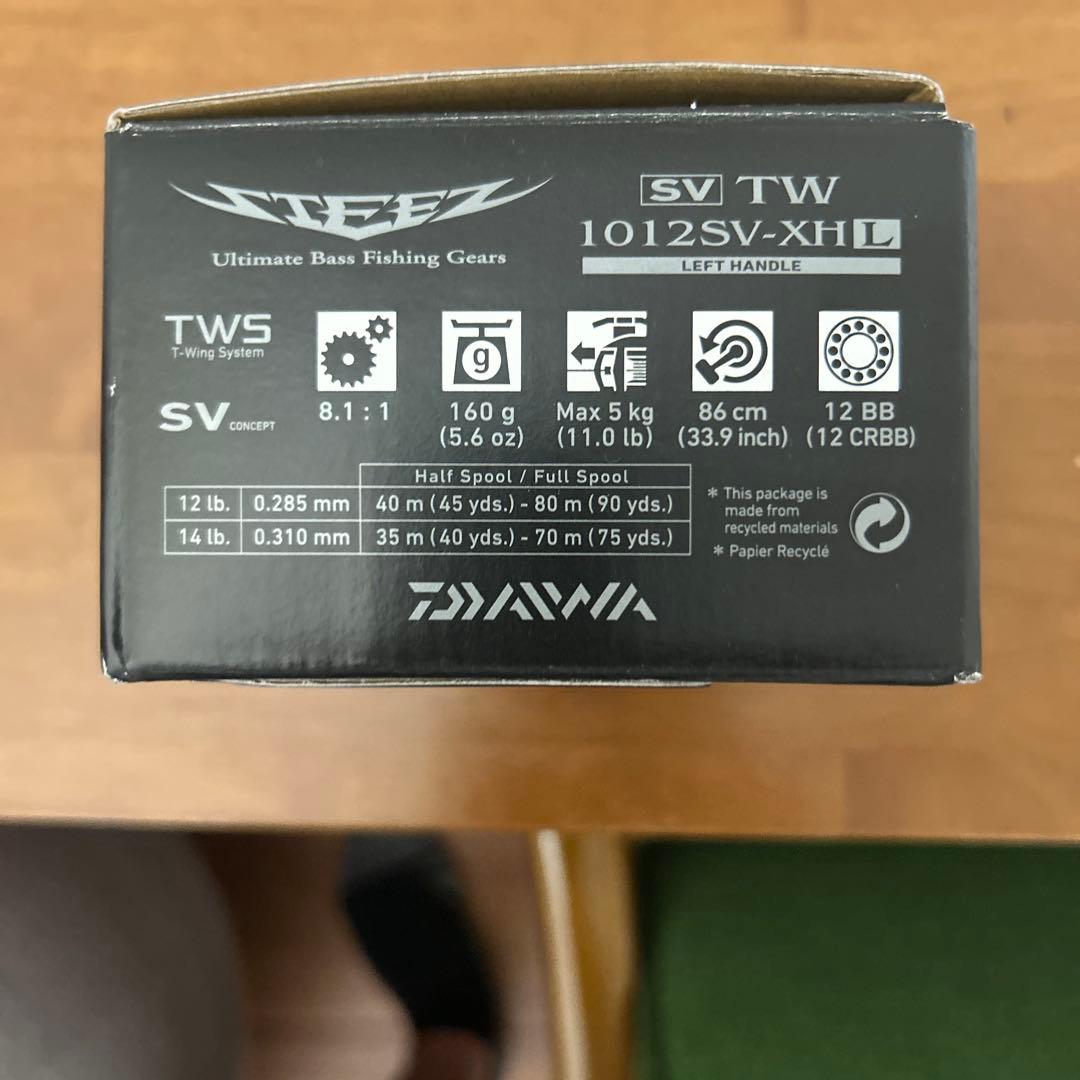 STEEZ
Ultimate Bass Fishing Gears
SV TW
1012SV-XHL
LEFT HANDLE
TWS
T-Wing System
SV CONCEPT
g
8.1 : 1
160 g
(5.6 oz)
Max 5 kg
(11.0 lb)
86 cm
(33.9 inch)
12 BB
(12 CRBB)
Half Spool / Full Spool
12 lb. 0.285 mm 40 m (45 yds.) - 80 m (90 yds.)
14 lb. 0.310 mm 35 m (40 yds.) - 70 m (75 yds.)
* This package is
made from
recycled materials
* Papier Recyclé
DAIWA